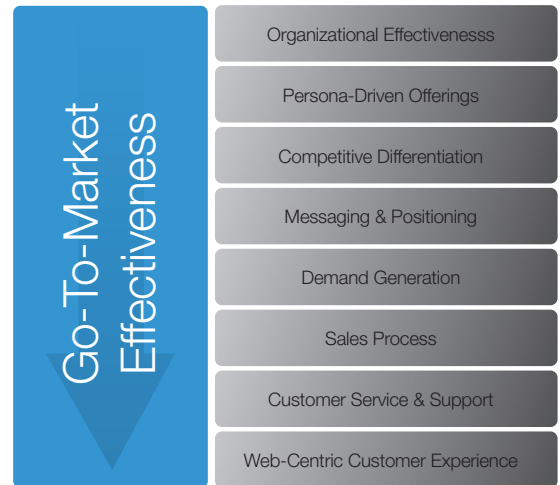 Go-To-Market
Effectiveness
Organizational Effectivenesss
Persona-Driven Offerings
Competitive Differentiation
Messaging & Positioning
Demand Generation
Sales Process
Customer Service & Support
Web-Centric Customer Experience